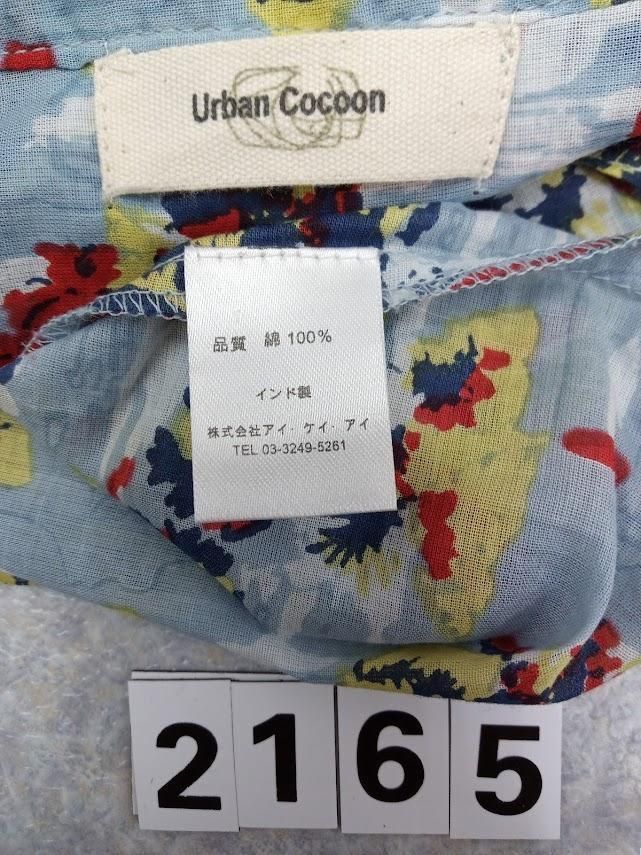 Urban Cocoon
品質 綿 100%
インド製
株式会社アイ・ケイ・アイ
TEL 03-3249-5261
2165